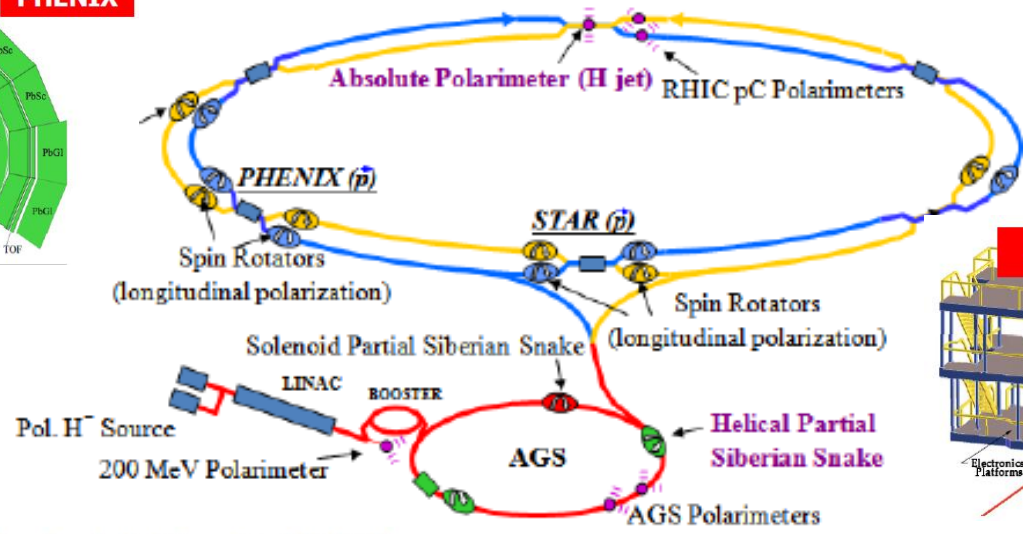 PHENIX
PbSc
PbSc
PbGl
PbGl
TOF
Absolute Polarimeter (H jet)
RHIC pC Polarimeters
PHENIX (p)
STAR (p)
Spin Rotators
(longitudinal polarization)
Spin Rotators
(longitudinal polarization)
Solenoid Partial Siberian Snake
LINAC
BOOSTER
Pol. H⁻ Source
200 MeV Polarimeter
AGS
Helical Partial
Siberian Snake
AGS Polarimeters
Electronics
Platforms